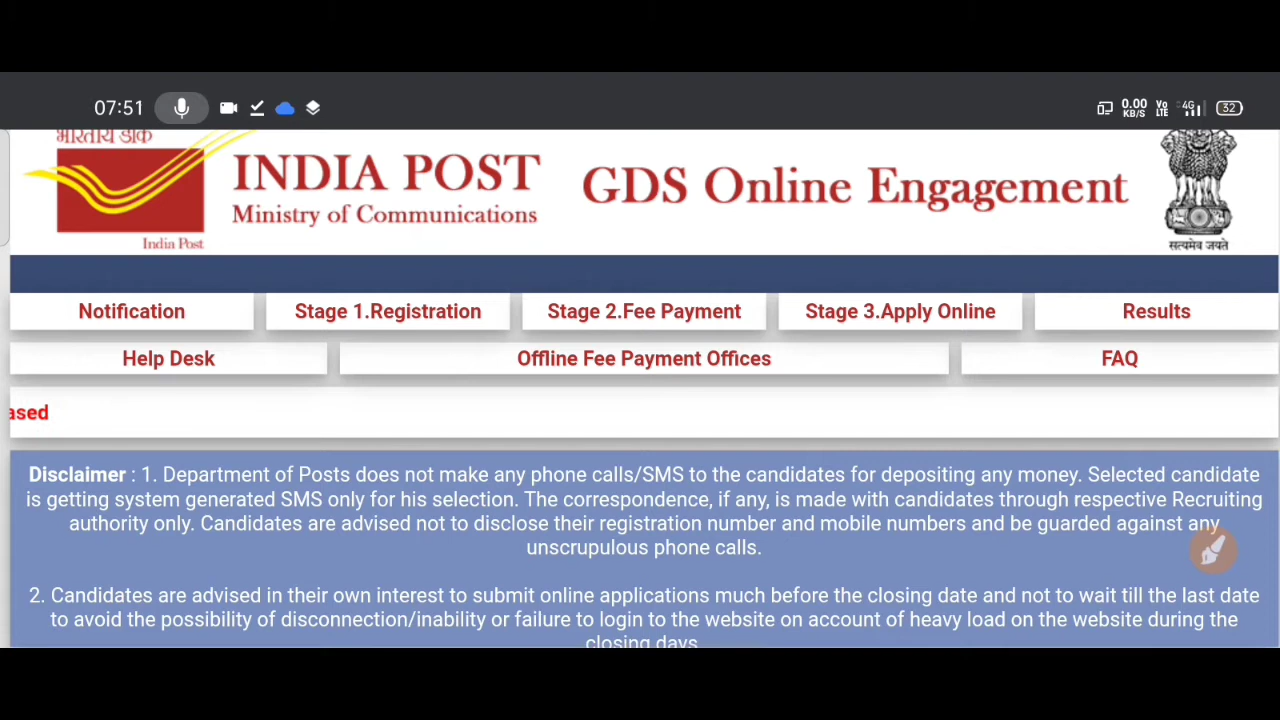 07:51
0.00
KB/S
Vo
LTE
4G
32
भारतीय डाक
INDIA POST
Ministry of Communications
India Post
GDS Online Engagement
सत्यमेव जयते
Notification
Stage 1.Registration
Stage 2.Fee Payment
Stage 3.Apply Online
Results
Help Desk
Offline Fee Payment Offices
FAQ
ased
Disclaimer : 1. Department of Posts does not make any phone calls/SMS to the candidates for depositing any money. Selected candidate
is getting system generated SMS only for his selection. The correspondence, if any, is made with candidates through respective Recruiting
authority only. Candidates are advised not to disclose their registration number and mobile numbers and be guarded against any
unscrupulous phone calls.
2. Candidates are advised in their own interest to submit online applications much before the closing date and not to wait till the last date
to avoid the possibility of disconnection/inability or failure to login to the website on account of heavy load on the website during the
closing days